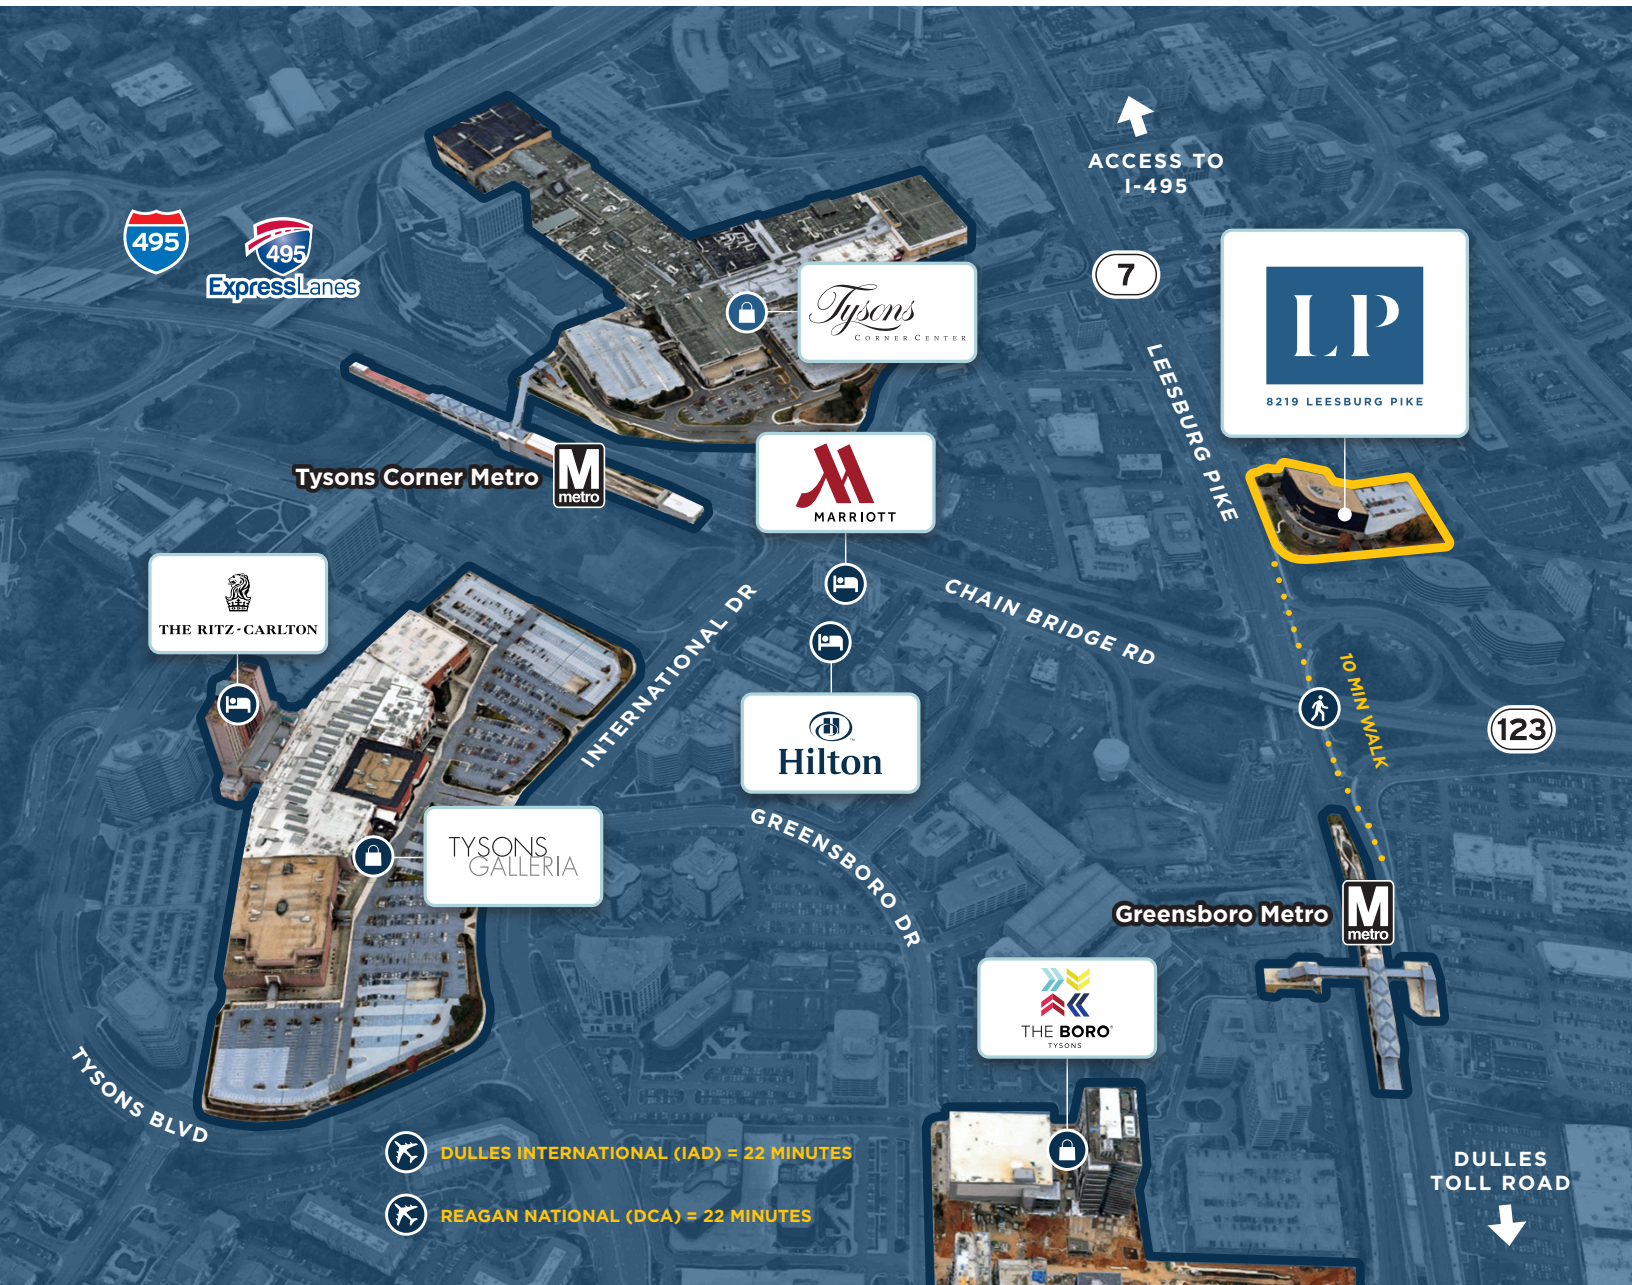 ACCESS TO
I-495
495
495
ExpressLanes
7
LP
8219 LEESBURG PIKE
Tysons
CORNER CENTER
LEESBURG PIKE
Tysons Corner Metro
M
metro
MARRIOTT
THE RITZ-CARLTON
INTERNATIONAL DR
CHAIN BRIDGE RD
10 MIN WALK
123
Hilton
GREENSBORO DR
TYSONS
GALLERIA
Greensboro Metro
M
metro
THE BORO
TYSONS
TYSONS BLVD
DULLES INTERNATIONAL (IAD) = 22 MINUTES
REAGAN NATIONAL (DCA) = 22 MINUTES
DULLES
TOLL ROAD